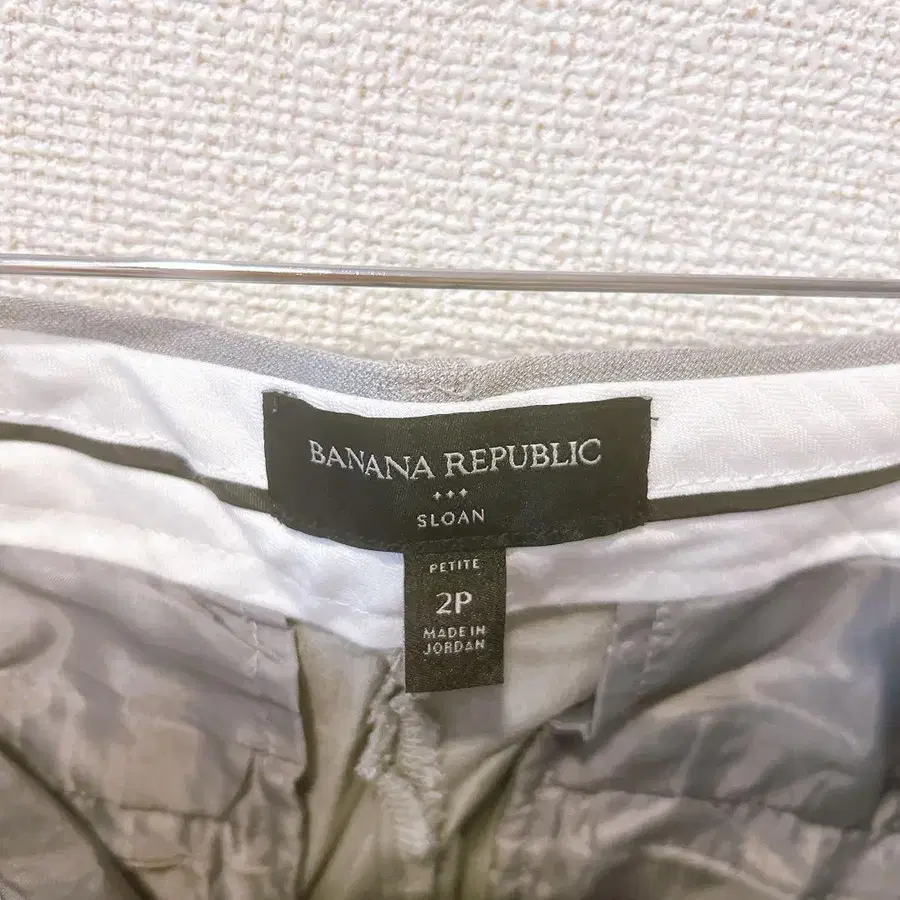 BANANA REPUBLIC
SLOAN
PETITE
2P
MADE IN
JORDAN